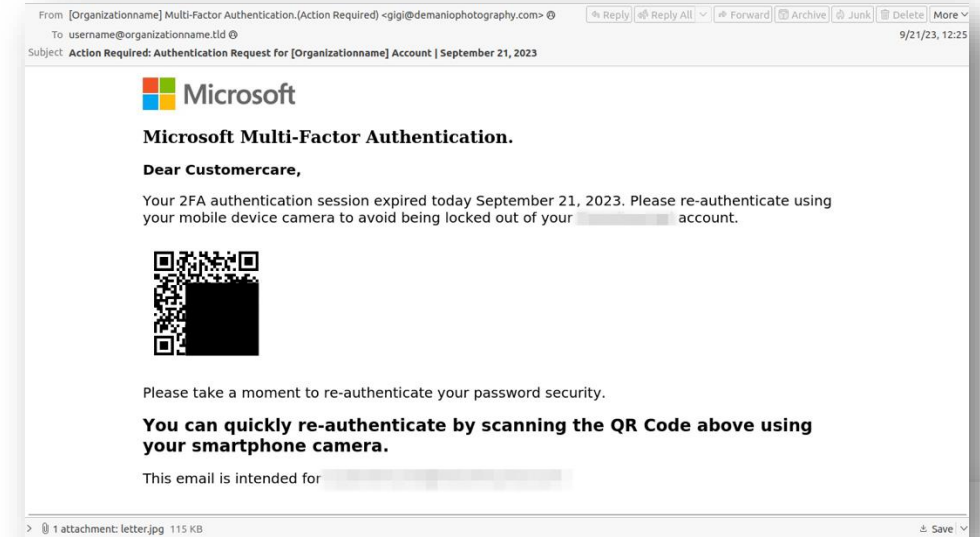 From [Organizationname] Multi-Factor Authentication.(Action Required) <gigi@demaniophotography.com>
Reply Reply All Forward Archive Junk Delete More
To username@organizationname.tld
9/21/23, 12:25
Subject Action Required: Authentication Request for [Organizationname] Account | September 21, 2023
Microsoft
Microsoft Multi-Factor Authentication.
Dear Customercare,
Your 2FA authentication session expired today September 21, 2023. Please re-authenticate using
your mobile device camera to avoid being locked out of your account.
Please take a moment to re-authenticate your password security.
You can quickly re-authenticate by scanning the QR Code above using
your smartphone camera.
This email is intended for
1 attachment: letter.jpg 115 KB
Save